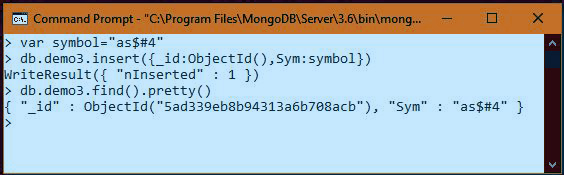 Command Prompt - "C:\Program Files\MongoDB\Server\3.6\bin\mong...
> var symbol="as$#4"
> db.demo3.insert({_id:ObjectId(),Sym:symbol})
WriteResult({ "nInserted" : 1 })
> db.demo3.find().pretty()
{ "_id" : ObjectId("5ad339eb8b94313a6b708acb"), "Sym" : "as$#4" }
>